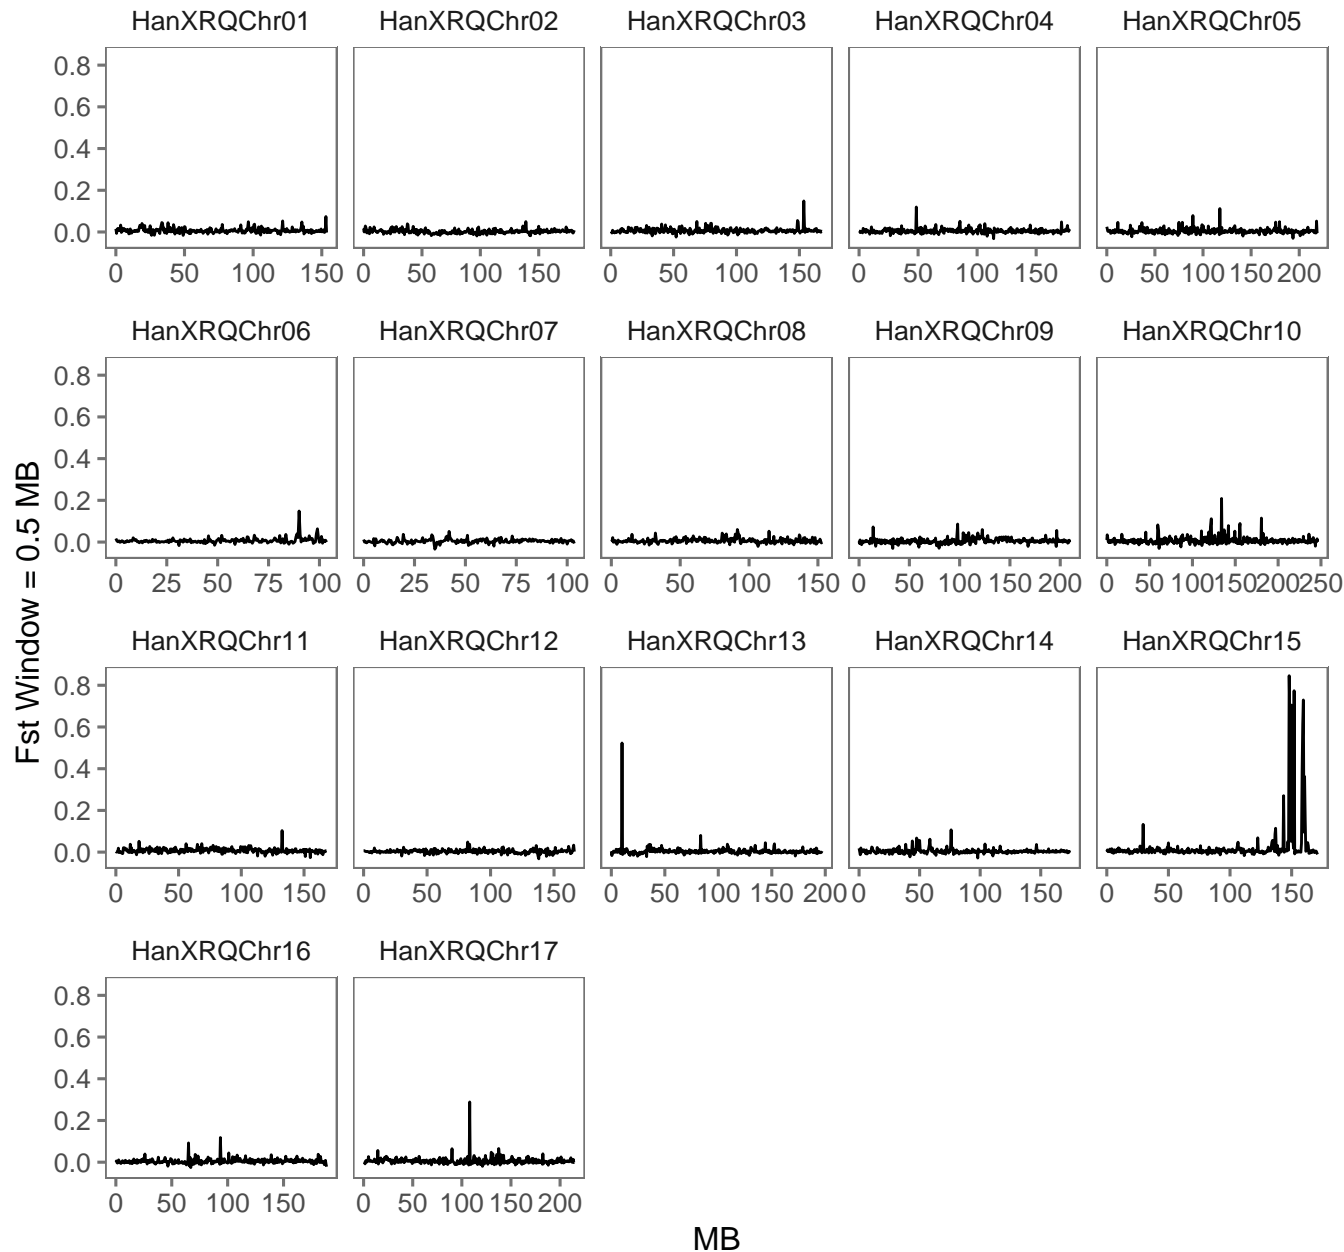 HanXRQChr01 HanXRQChr02 HanXRQChr03 HanXRQChr04 HanXRQChr05
0.8
0.6
0.4
0.2
0.0
0 50 100 150 0 50 100 150 0 50 100 150 0 50 100 150 0 50 100 150 200
HanXRQChr06 HanXRQChr07 HanXRQChr08 HanXRQChr09 HanXRQChr10
0.8
0.6
0.4
0.2
0.0
0 25 50 75 100 0 25 50 75 100 0 50 100 150 0 50 100 150 200 0 50 100 150 200 250
Fst Window = 0.5 MB
HanXRQChr11 HanXRQChr12 HanXRQChr13 HanXRQChr14 HanXRQChr15
0.8
0.6
0.4
0.2
0.0
0 50 100 150 0 50 100 150 0 50 100 150 200 0 50 100 150 0 50 100 150
HanXRQChr16 HanXRQChr17
0.8
0.6
0.4
0.2
0.0
0 50 100 150 0 50 100 150 200
MB